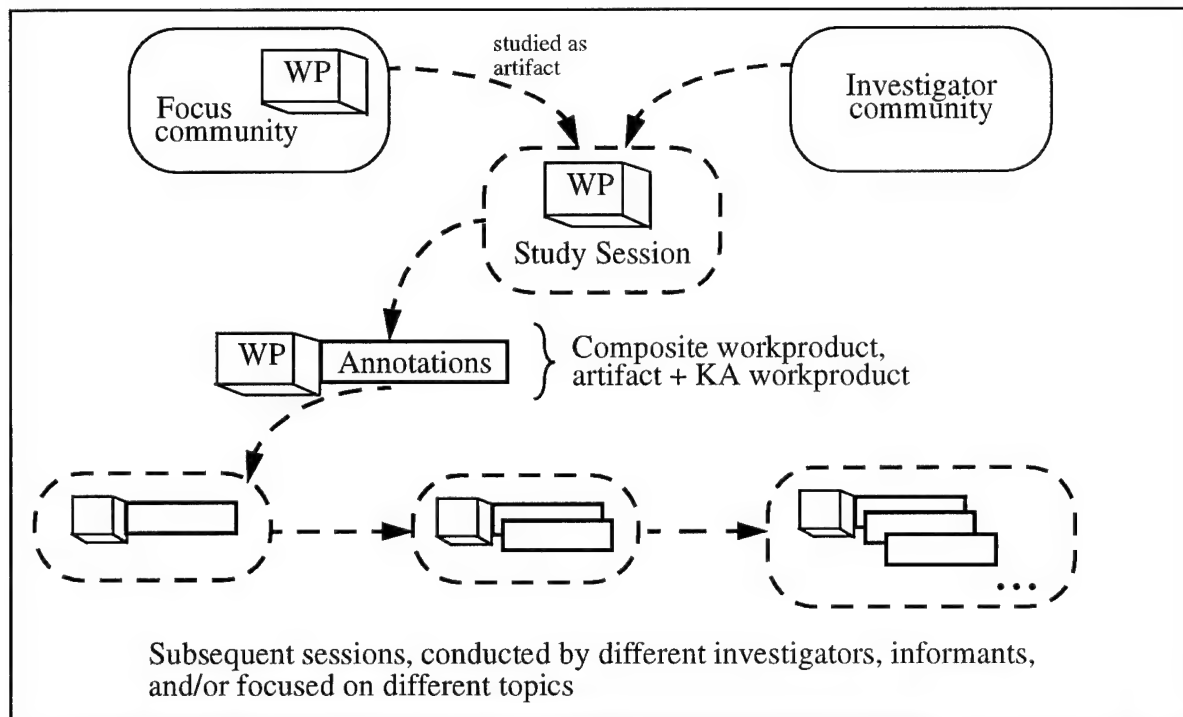 WP
Focus
community
studied as
artifact
Investigator
community
WP
Study Session
WP
Annotations
Composite workproduct,
artifact + KA workproduct
...
Subsequent sessions, conducted by different investigators, informants,
and/or focused on different topics